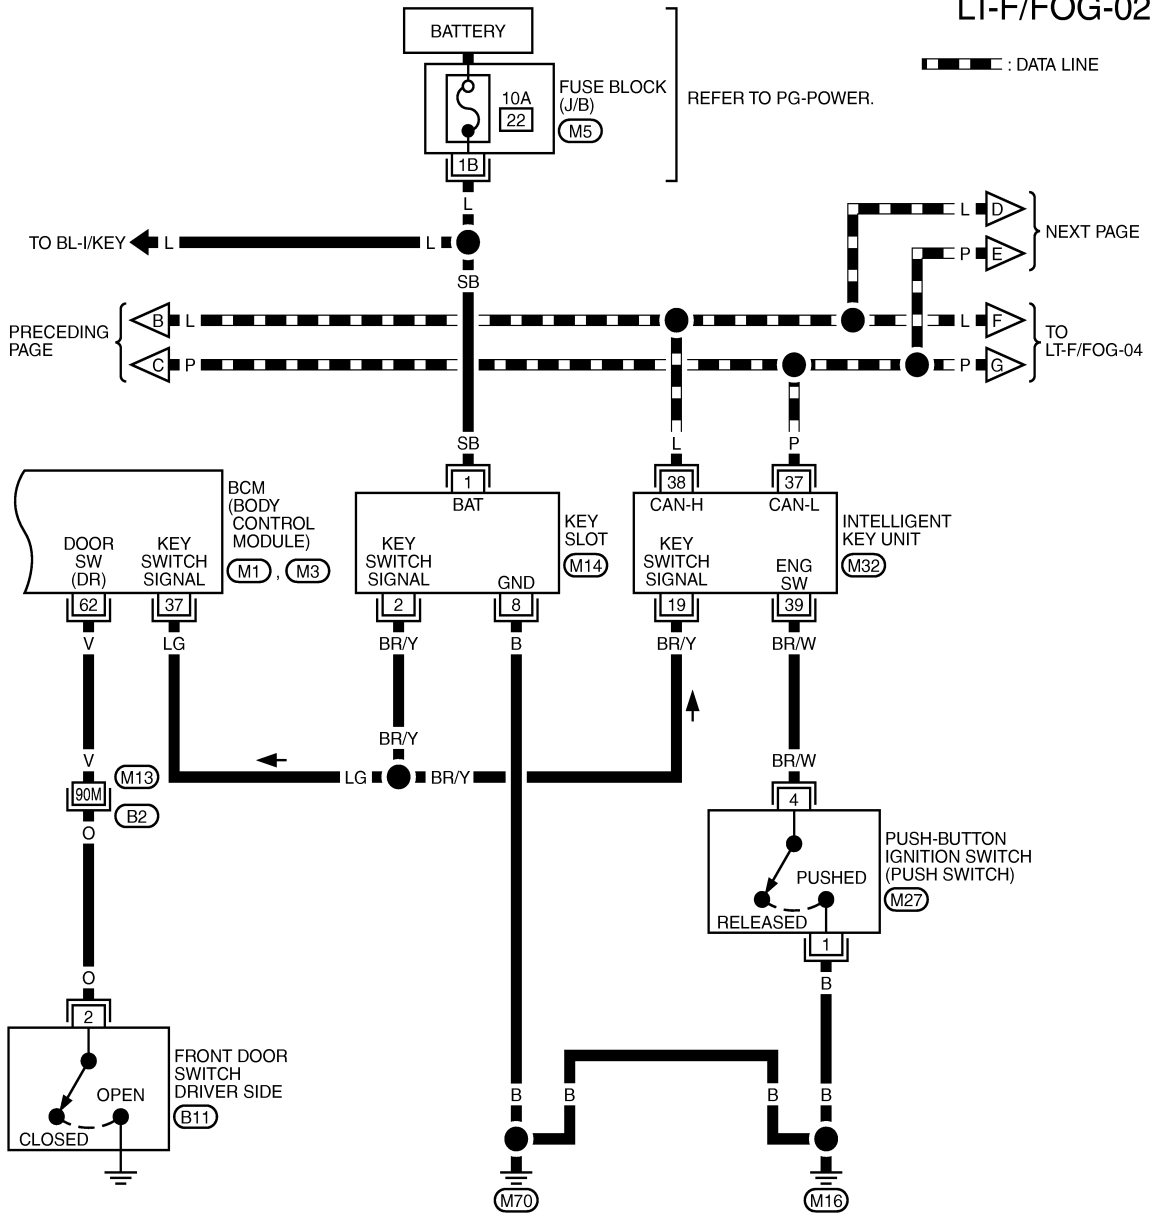 LT-F/FOG-02
BATTERY
: DATA LINE
FUSE BLOCK
(J/B)
10A
22
M5
REFER TO PG-POWER.
1B
L
TO BL-I/KEY
L
L
SB
L
D
P
E
NEXT PAGE
PRECEDING
PAGE
B
L
C
P
L
F
P
G
TO
LT-F/FOG-04
SB
L
P
1
38
37
BAT
CAN-H
CAN-L
BCM
(BODY
CONTROL
MODULE)
M1 , M3
DOOR
SW
(DR)
KEY
SWITCH
SIGNAL
KEY
SWITCH
SIGNAL
GND
KEY
SLOT
M14
KEY
SWITCH
SIGNAL
ENG
SW
INTELLIGENT
KEY UNIT
M32
62
37
2
8
19
39
V
LG
BR/Y
B
BR/Y
BR/W
BR/Y
LG
BR/Y
BR/W
V
M13
90M
B2
O
4
PUSH-BUTTON
IGNITION SWITCH
(PUSH SWITCH)
M27
PUSHED
RELEASED
1
B
O
2
FRONT DOOR
SWITCH
DRIVER SIDE
B11
OPEN
CLOSED
B
B
B
B
M70
M16